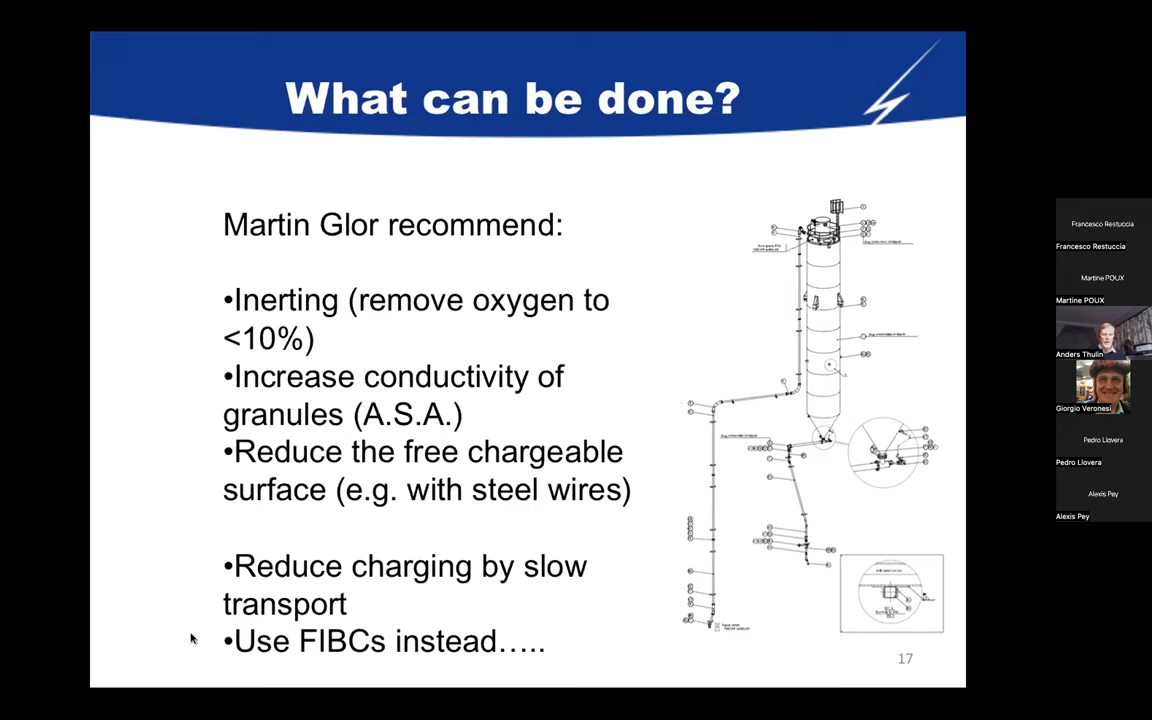 What can be done?
Martin Glor recommend:
•Inerting (remove oxygen to
<10%)
•Increase conductivity of
granules (A.S.A.)
•Reduce the free chargeable
surface (e.g. with steel wires)
•Reduce charging by slow
transport
•Use FIBCs instead…..
17
Francesco Restuccia
Francesco Restuccia
Martine POUX
Martine POUX
Anders Thulin
Giorgio Veronesi
Pedro Llovera
Pedro Llovera
Alexis Pey
Alexis Pey